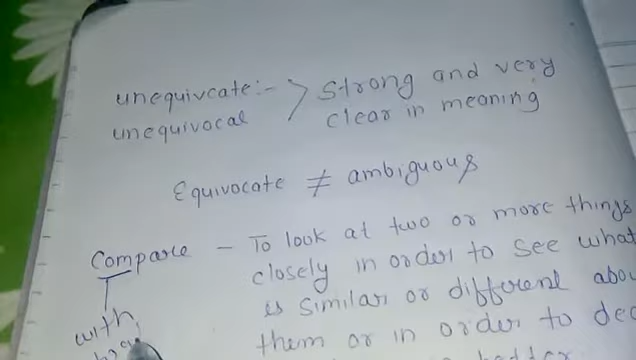 unequivcate:- > strong and very
unequivocal clear in meaning
Equivocate ≠ ambiguous
Compare - To look at two or more things
closely in order to see what
is similar or different abou
with them or in order to dec